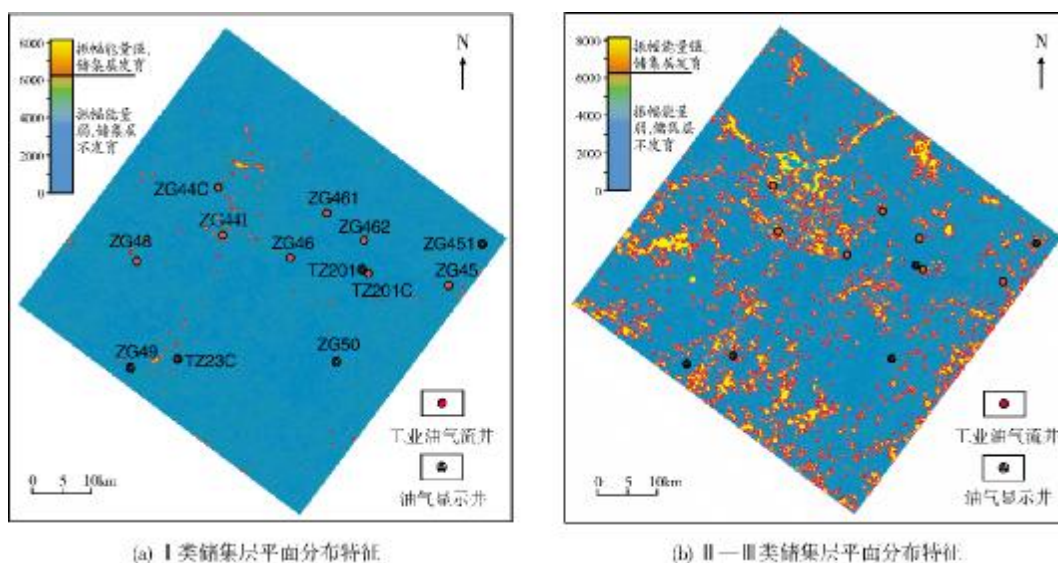 8000
6000
4000
2000
0
振幅能量强,
储集层发育
振幅能量
弱,储集层
不发育
N
ZG44C
ZG461
ZG441
ZG462
ZG48
ZG46
ZG451
TZ201
TZ201C
ZG45
ZG49
TZ23C
ZG50
工业油气流井
油气显示井
0 5 10km
(a) Ⅰ类储集层平面分布特征
8000
6000
4000
2000
0
振幅能量强,
储集层发育
振幅能量
弱,储集层
不发育
N
工业油气流井
油气显示井
0 5 10km
(b) Ⅱ—Ⅲ类储集层平面分布特征